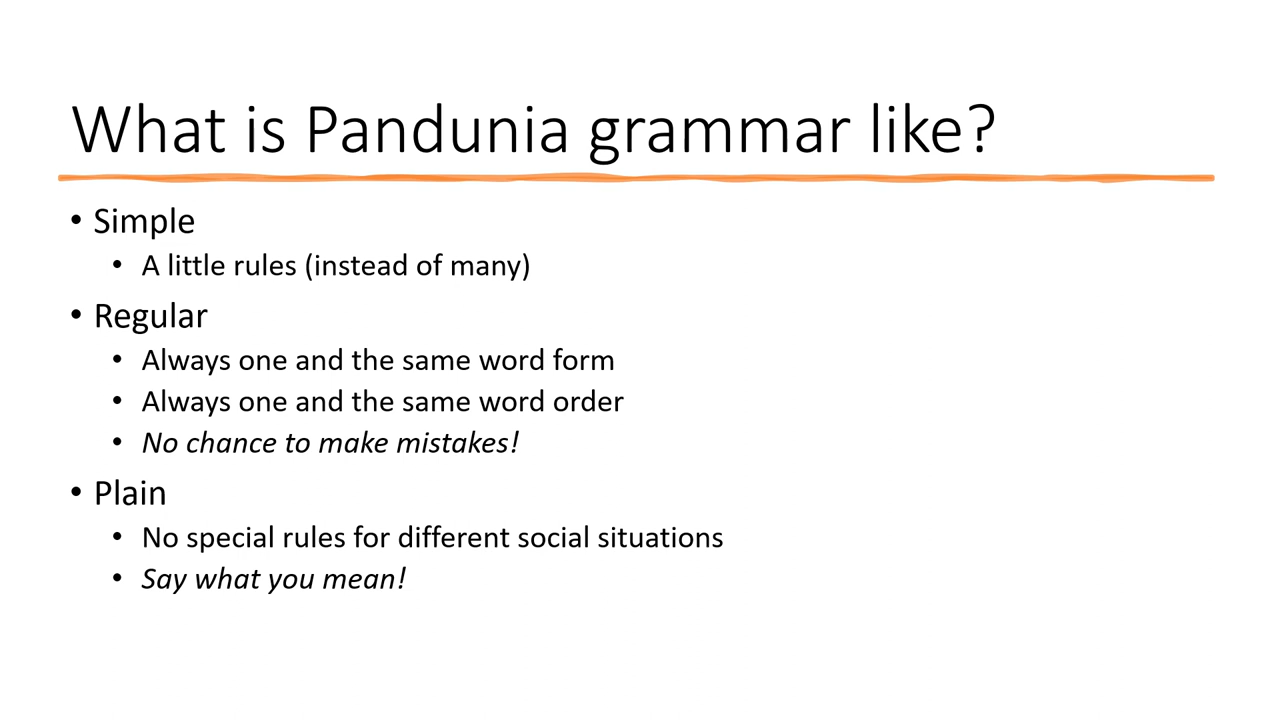 What is Pandunia grammar like?
• Simple
• A little rules (instead of many)
• Regular
• Always one and the same word form
• Always one and the same word order
• No chance to make mistakes!
• Plain
• No special rules for different social situations
• Say what you mean!